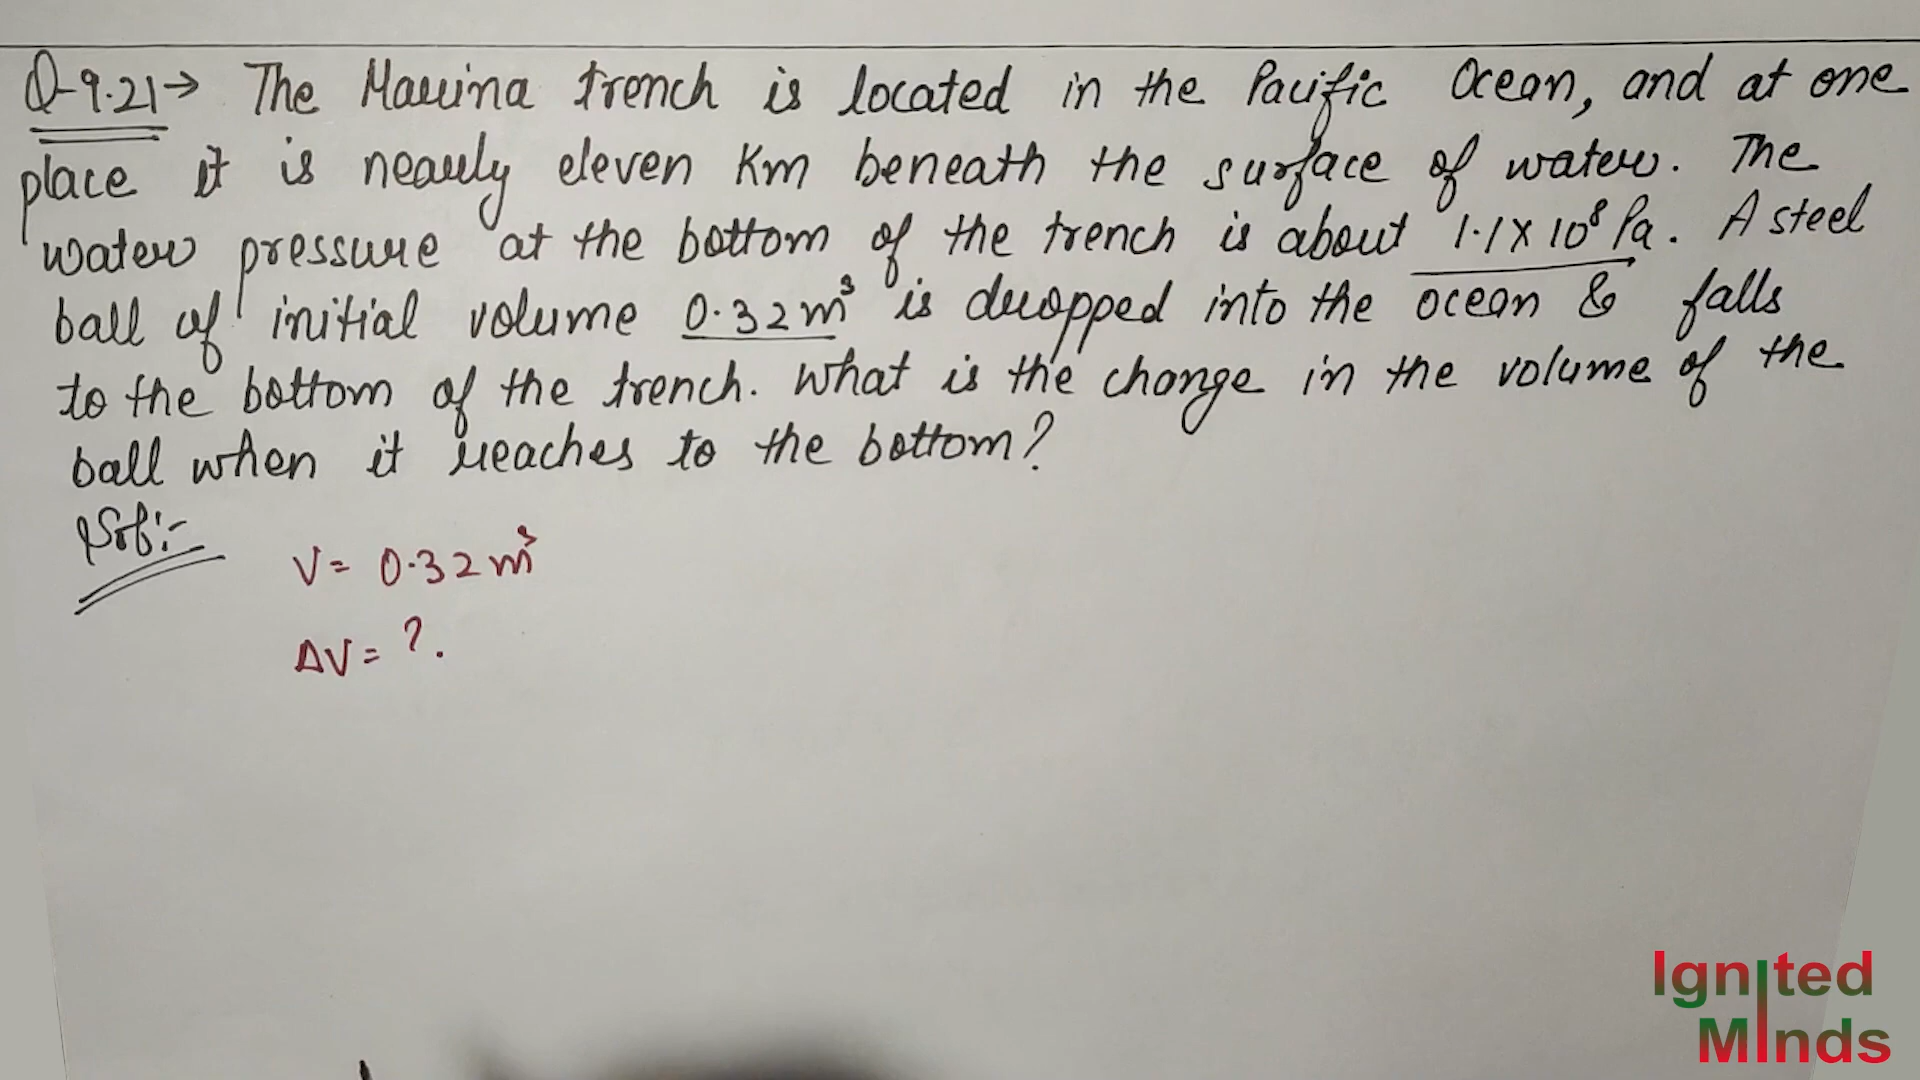 Q-9.21→ The Marina trench is located in the Pacific Ocean, and at one
place it is nearly eleven Km beneath the surface of water. The
water pressure at the bottom of the trench is about 1.1 × 10⁸ Pa. A steel
ball of initial volume 0.32 m³ is dropped into the ocean & falls
to the bottom of the trench. What is the change in the volume of the
ball when it reaches to the bottom?
Sol:-
V = 0.32 m³
ΔV = ?.
Ignited
Minds